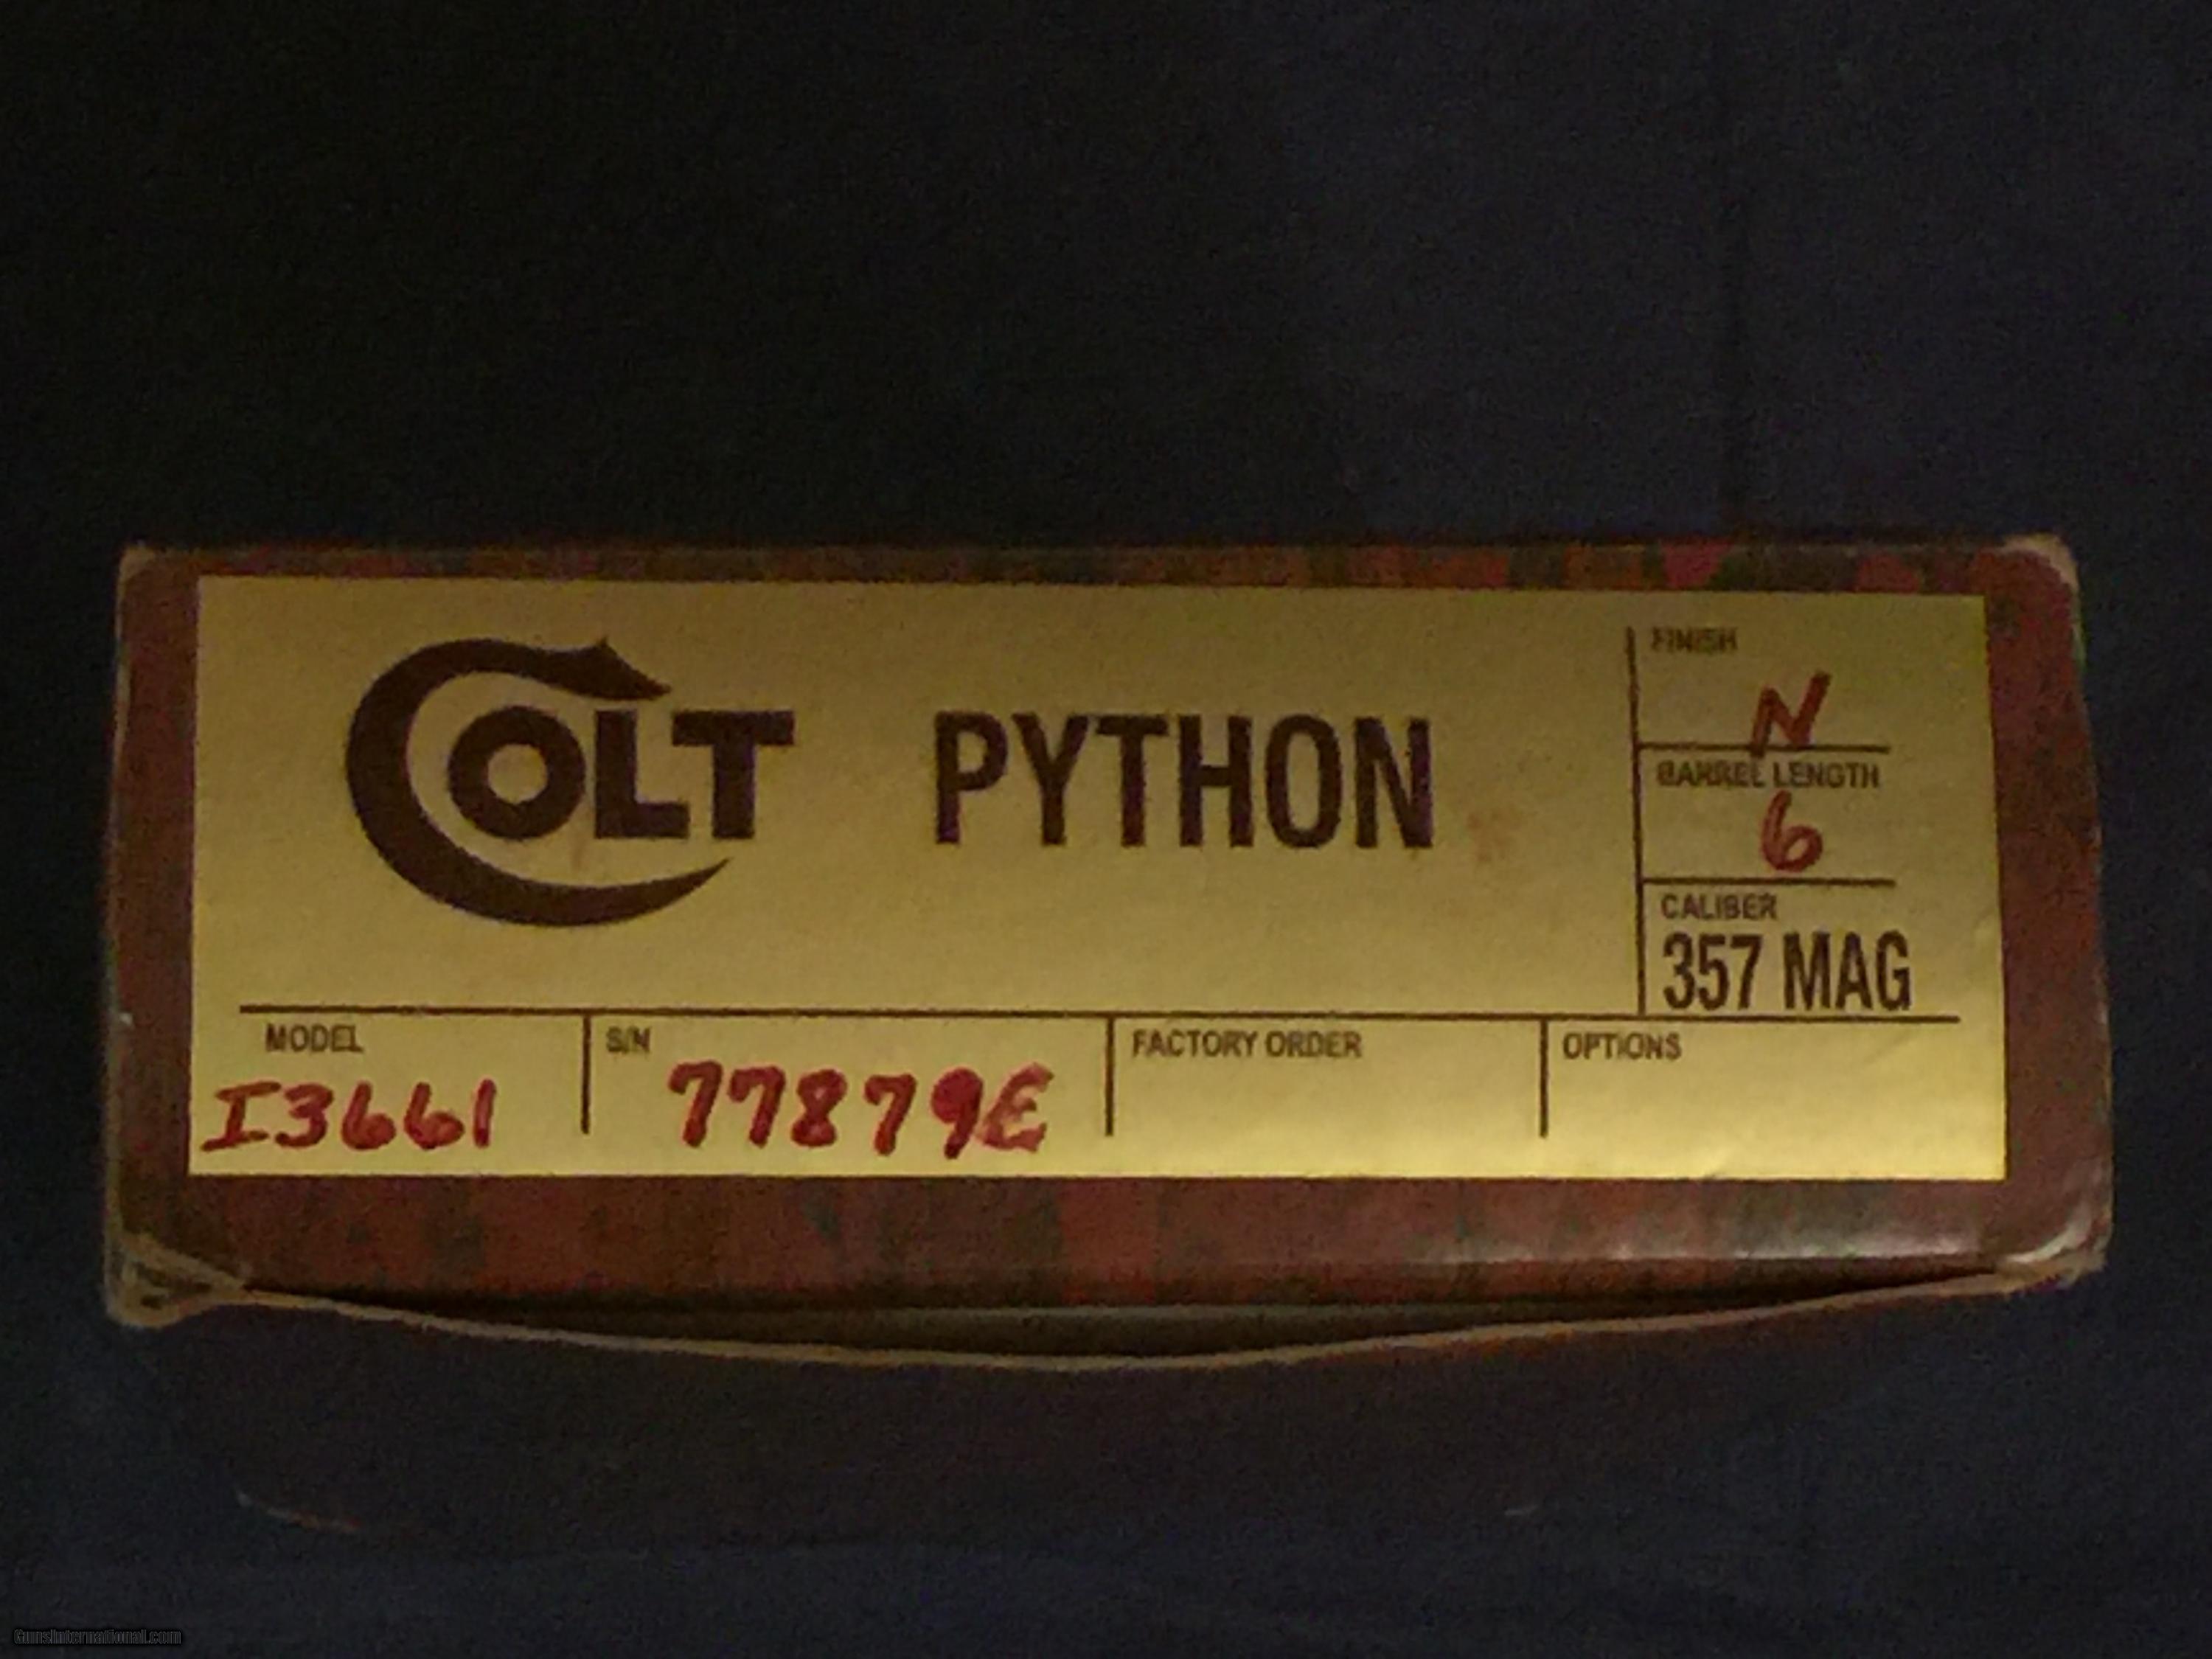 COLT PYTHON
FINISH
N
BARREL LENGTH
6
CALIBER
357 MAG
MODEL
I3661
S/N
77879E
FACTORY ORDER
OPTIONS
GunsInternational.com